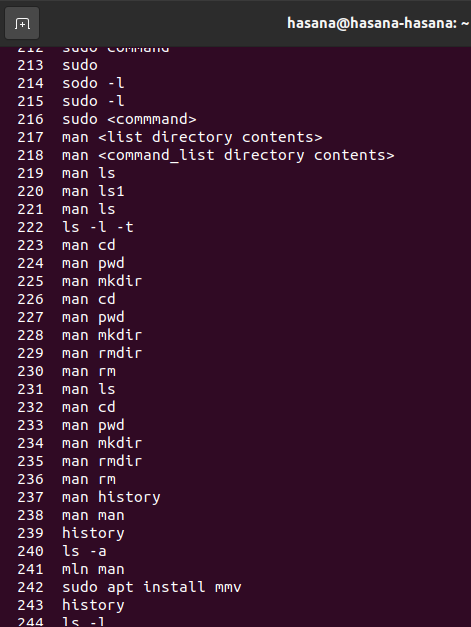 hasana@hasana-hasana: ~
212 sudo command
213 sudo
214 sodo -l
215 sudo -l
216 sudo <commmand>
217 man <list directory contents>
218 man <command_list directory contents>
219 man ls
220 man ls1
221 man ls
222 ls -l -t
223 man cd
224 man pwd
225 man mkdir
226 man cd
227 man pwd
228 man mkdir
229 man rmdir
230 man rm
231 man ls
232 man cd
233 man pwd
234 man mkdir
235 man rmdir
236 man rm
237 man history
238 man man
239 history
240 ls -a
241 mln man
242 sudo apt install mmv
243 history
244 ls -l